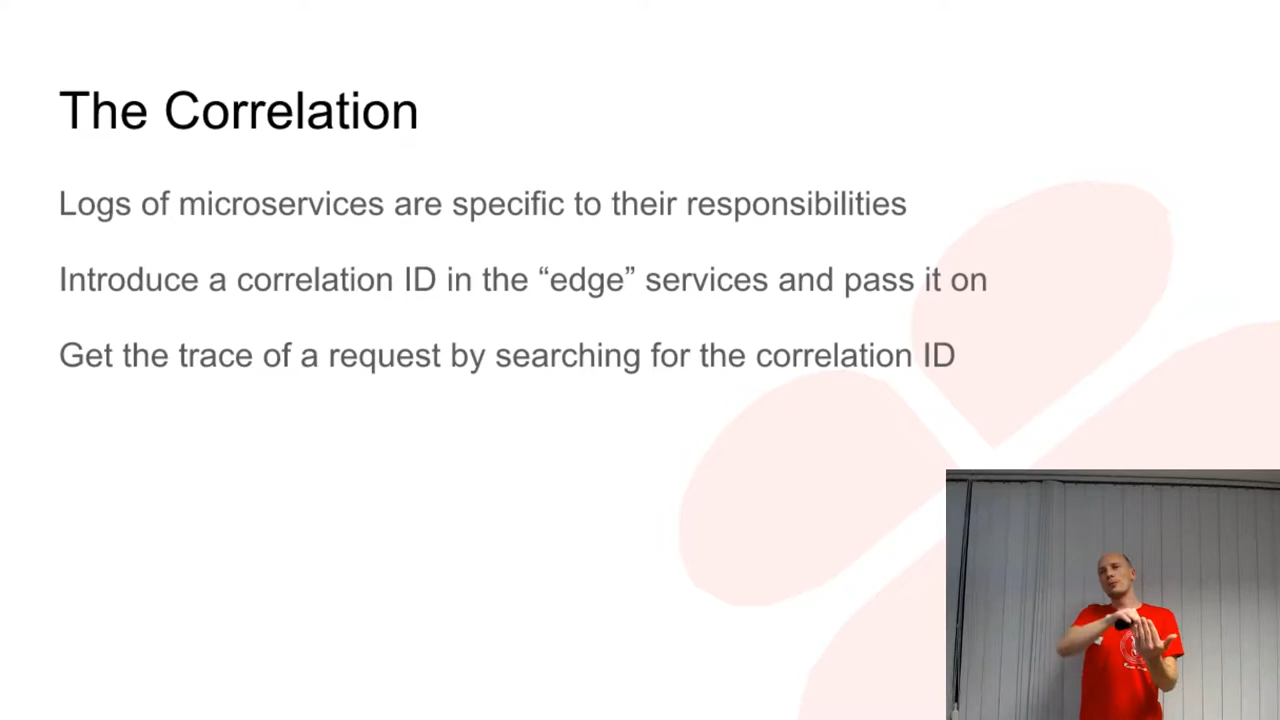 The Correlation
Logs of microservices are specific to their responsibilities
Introduce a correlation ID in the “edge” services and pass it on
Get the trace of a request by searching for the correlation ID